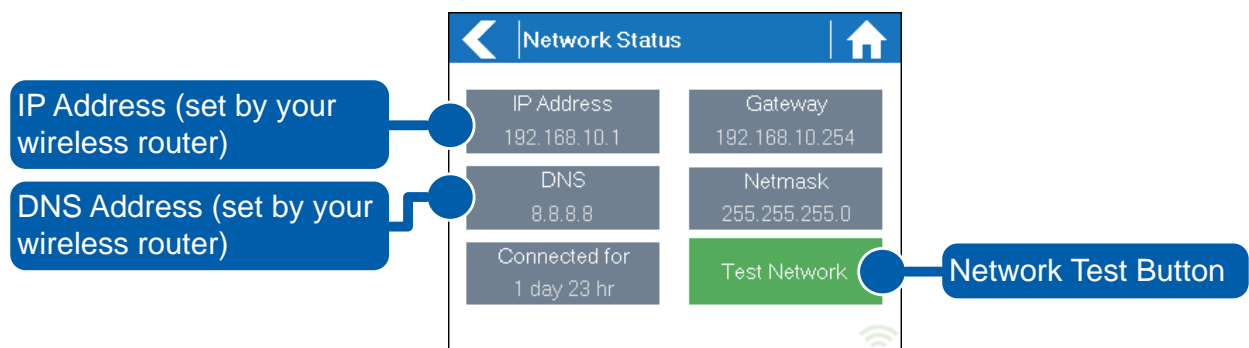 Network Status
IP Address (set by your
wireless router)
IP Address
192.168.10.1
Gateway
192.168.10.254
DNS Address (set by your
wireless router)
DNS
8.8.8.8
Netmask
255.255.255.0
Connected for
1 day 23 hr
Test Network
Network Test Button